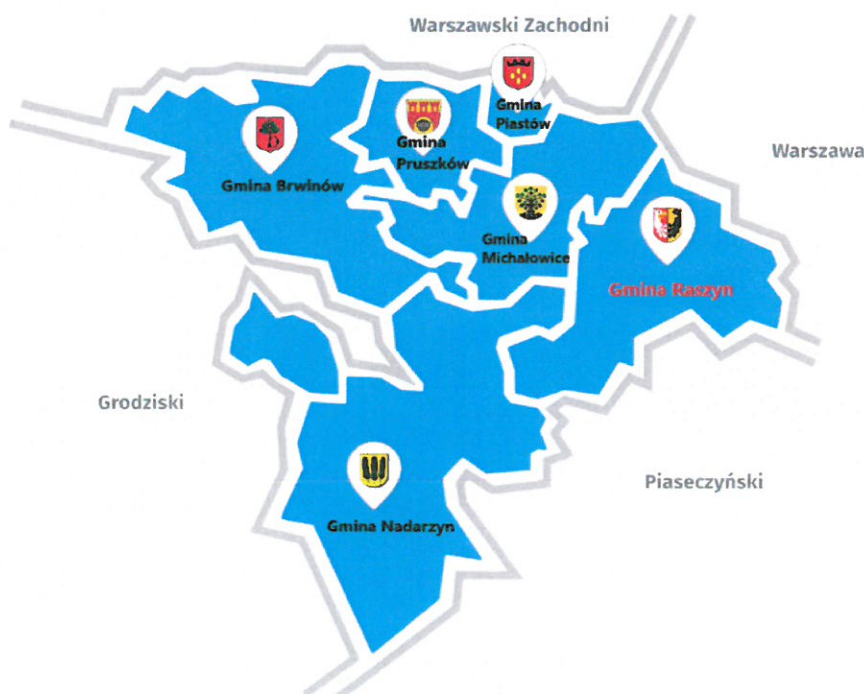 Warszawski Zachodni
Gmina
Piastów
Gmina
Pruszków
Warszawa
Gmina Brwinów
Gmina
Michałowice
Gmina Raszyn
Grodziski
Piaseczyński
Gmina Nadarzyn